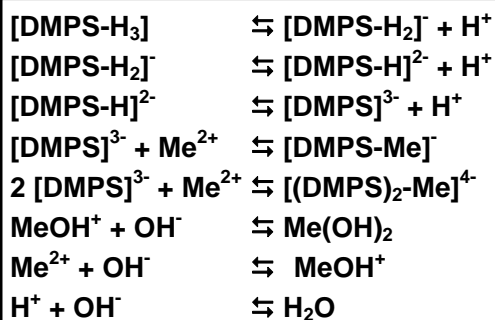 [DMPS-H₃] ⇆ [DMPS-H₂]⁻ + H⁺
[DMPS-H₂]⁻ ⇆ [DMPS-H]²⁻ + H⁺
[DMPS-H]²⁻ ⇆ [DMPS]³⁻ + H⁺
[DMPS]³⁻ + Me²⁺ ⇆ [DMPS-Me]⁻
2 [DMPS]³⁻ + Me²⁺ ⇆ [(DMPS)₂-Me]⁴⁻
MeOH⁺ + OH⁻ ⇆ Me(OH)₂
Me²⁺ + OH⁻ ⇆ MeOH⁺
H⁺ + OH⁻ ⇆ H₂O